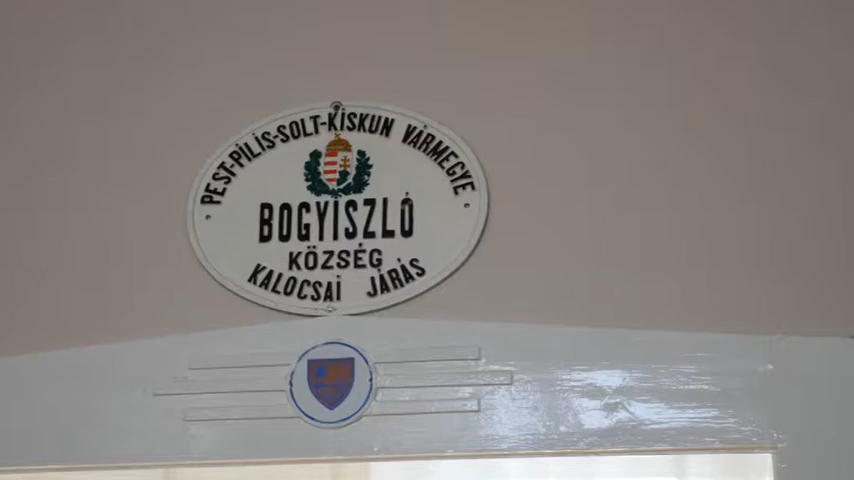 PEST-PILIS-SOLT-KISKUN VÁRMEGYE
BOGYISZLÓ
KÖZSÉG
KALOCSAI JÁRÁS